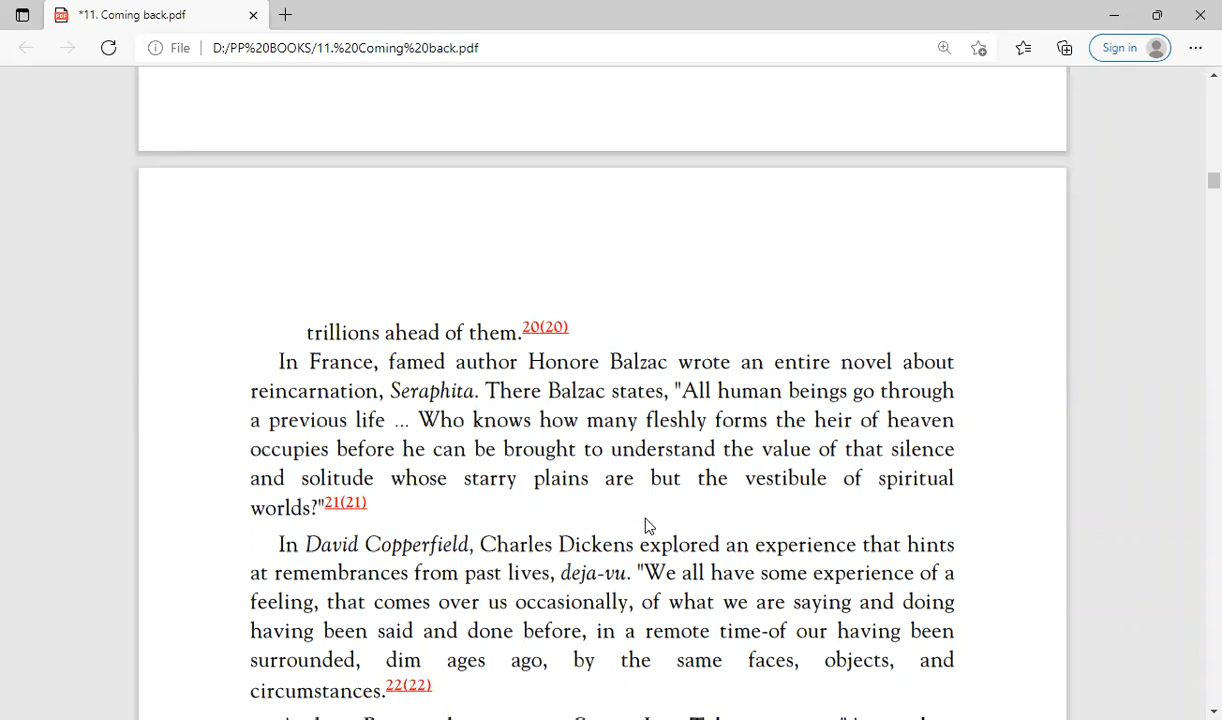 *11. Coming back.pdf
File D:/PP%20BOOKS/11.%20Coming%20back.pdf
Sign in
trillions ahead of them.20(20)
In France, famed author Honore Balzac wrote an entire novel about
reincarnation, Seraphita. There Balzac states, "All human beings go through
a previous life ... Who knows how many fleshly forms the heir of heaven
occupies before he can be brought to understand the value of that silence
and solitude whose starry plains are but the vestibule of spiritual
worlds?"21(21)
In David Copperfield, Charles Dickens explored an experience that hints
at remembrances from past lives, deja-vu. "We all have some experience of a
feeling, that comes over us occasionally, of what we are saying and doing
having been said and done before, in a remote time-of our having been
surrounded, dim ages ago, by the same faces, objects, and
circumstances.22(22)